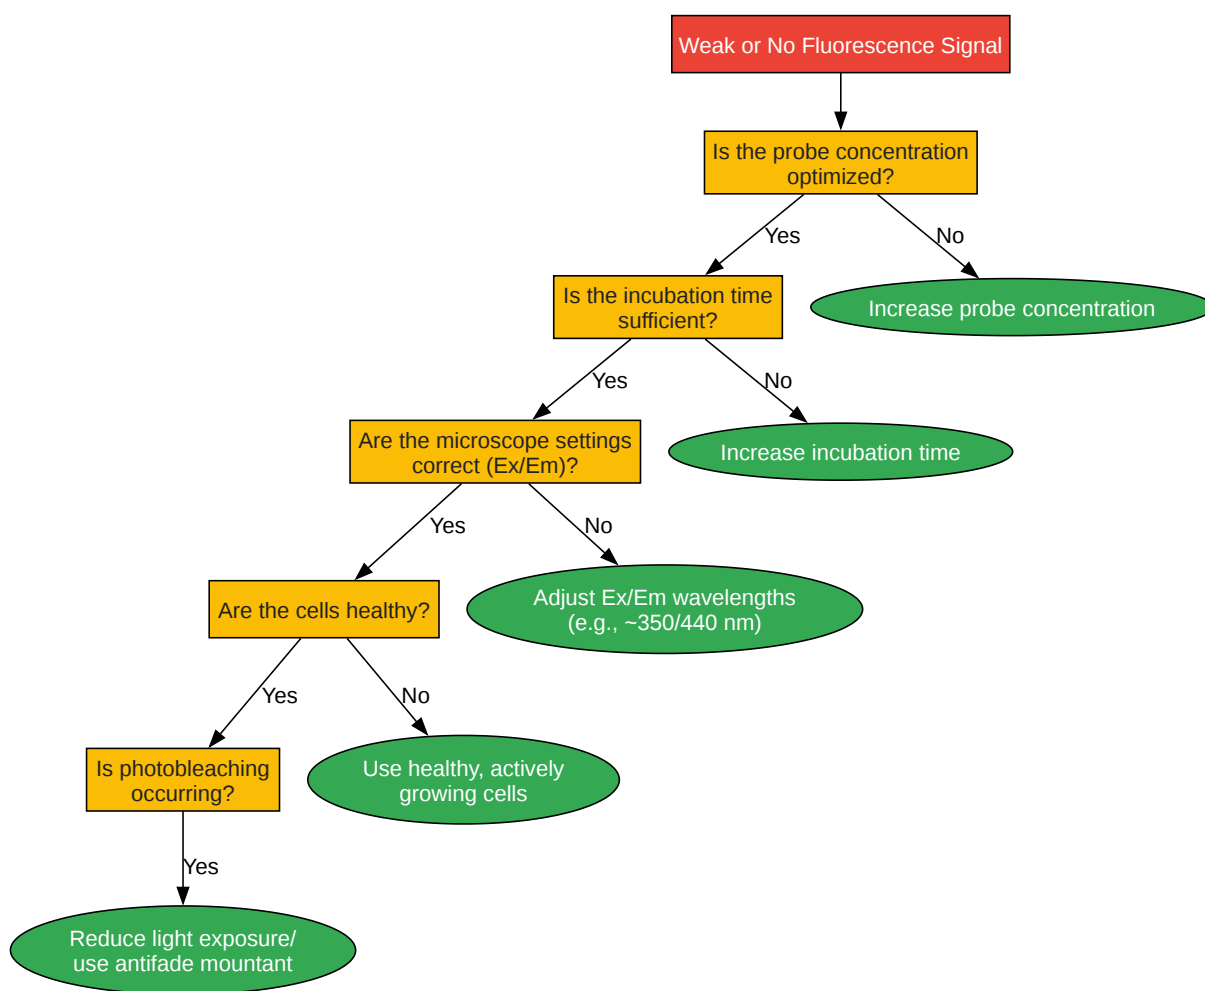 Weak or No Fluorescence Signal
Is the probe concentration
optimized?
Yes
No
Is the incubation time
sufficient?
Increase probe concentration
Yes
No
Are the microscope settings
correct (Ex/Em)?
Increase incubation time
Yes
No
Are the cells healthy?
Adjust Ex/Em wavelengths
(e.g., ~350/440 nm)
Yes
No
Is photobleaching
occurring?
Use healthy, actively
growing cells
Yes
Reduce light exposure/
use antifade mountant